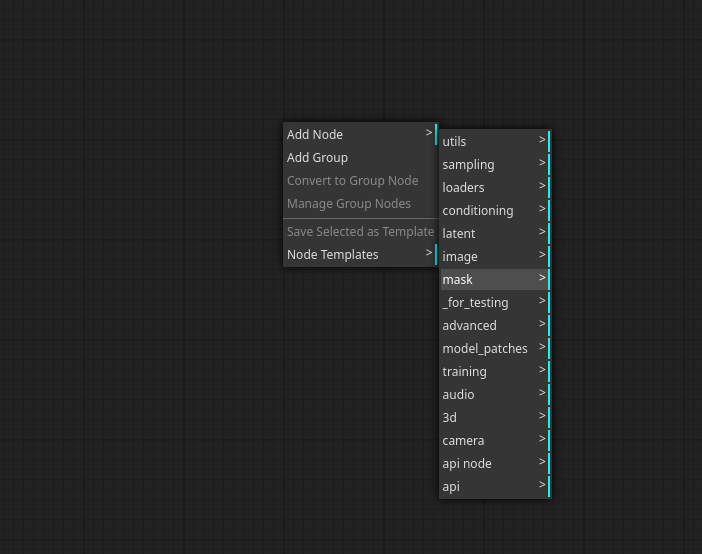 Add Node >
Add Group
Convert to Group Node
Manage Group Nodes
Save Selected as Template
Node Templates >
utils >
sampling >
loaders >
conditioning >
latent >
image >
mask >
_for_testing >
advanced >
model_patches >
training >
audio >
3d >
camera >
api node >
api >